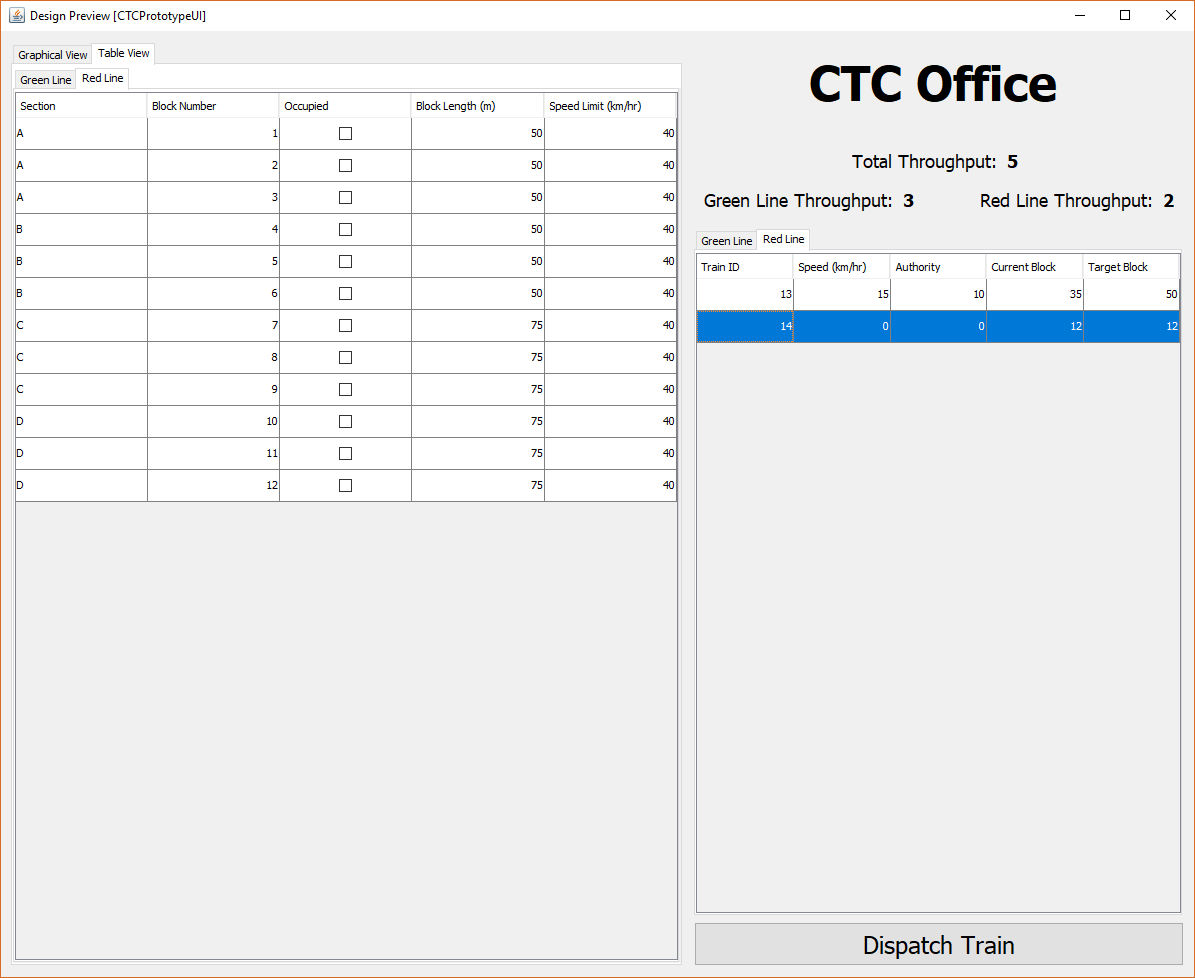 Design Preview [CTCPrototypeUI]
Graphical View Table View
Green Line Red Line
Section Block Number Occupied Block Length (m) Speed Limit (km/hr)
A 1 50 40
A 2 50 40
A 3 50 40
B 4 50 40
B 5 50 40
B 6 50 40
C 7 75 40
C 8 75 40
C 9 75 40
D 10 75 40
D 11 75 40
D 12 75 40
CTC Office
Total Throughput: 5
Green Line Throughput: 3 Red Line Throughput: 2
Green Line Red Line
Train ID Speed (km/hr) Authority Current Block Target Block
13 15 10 35 50
14 0 0 12 12
Dispatch Train